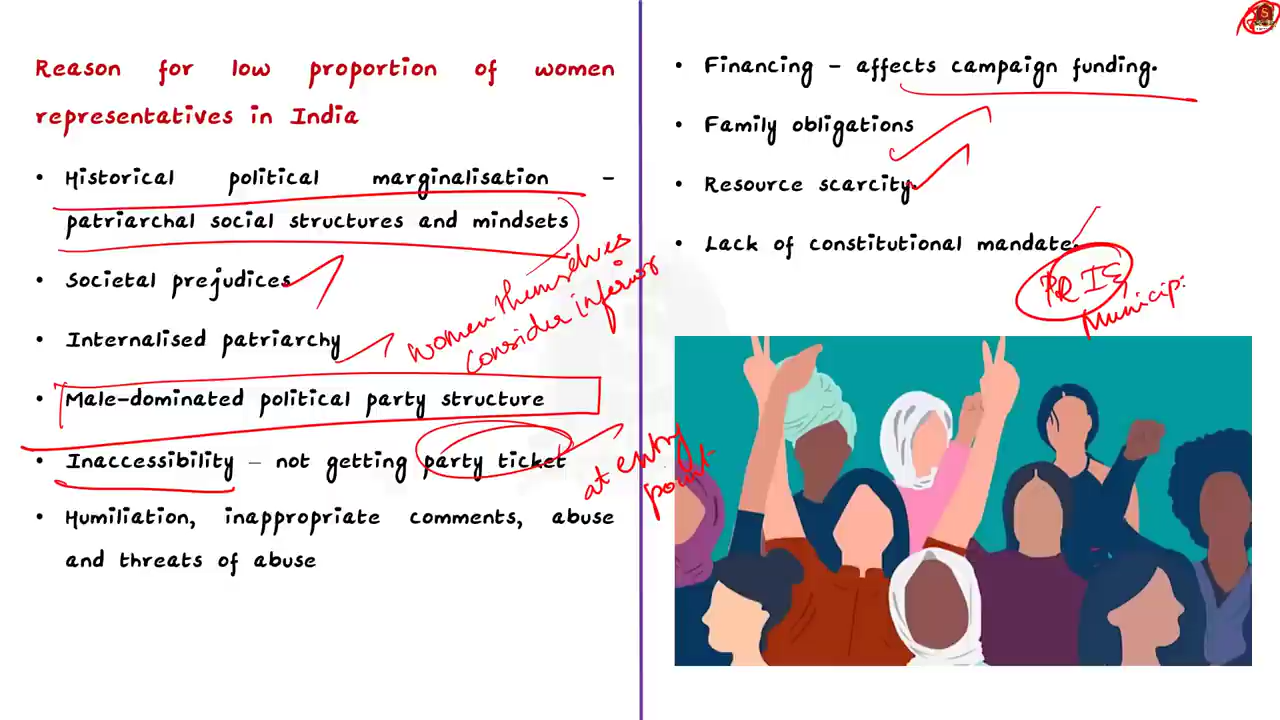 Reason for low proportion of women
representatives in India
• Historical political marginalisation –
patriarchal social structures and mindsets
• Societal prejudices
• Internalised patriarchy
women themselves
consider inferior
• Male-dominated political party structure
• Inaccessibility – not getting party ticket
at entry
point
• Humiliation, inappropriate comments, abuse
and threats of abuse
• Financing – affects campaign funding.
• Family obligations
• Resource scarcity.
• Lack of constitutional mandate.
PRIs
Municip